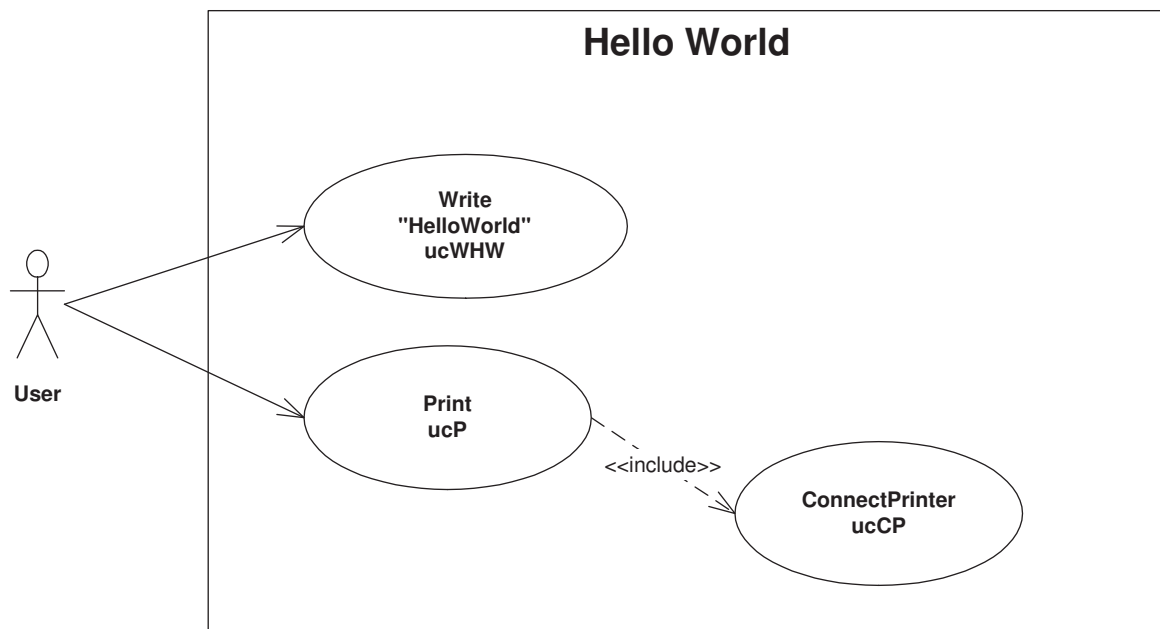 Hello World
Write
"HelloWorld"
ucWHW
User
Print
ucP
<<include>>
ConnectPrinter
ucCP